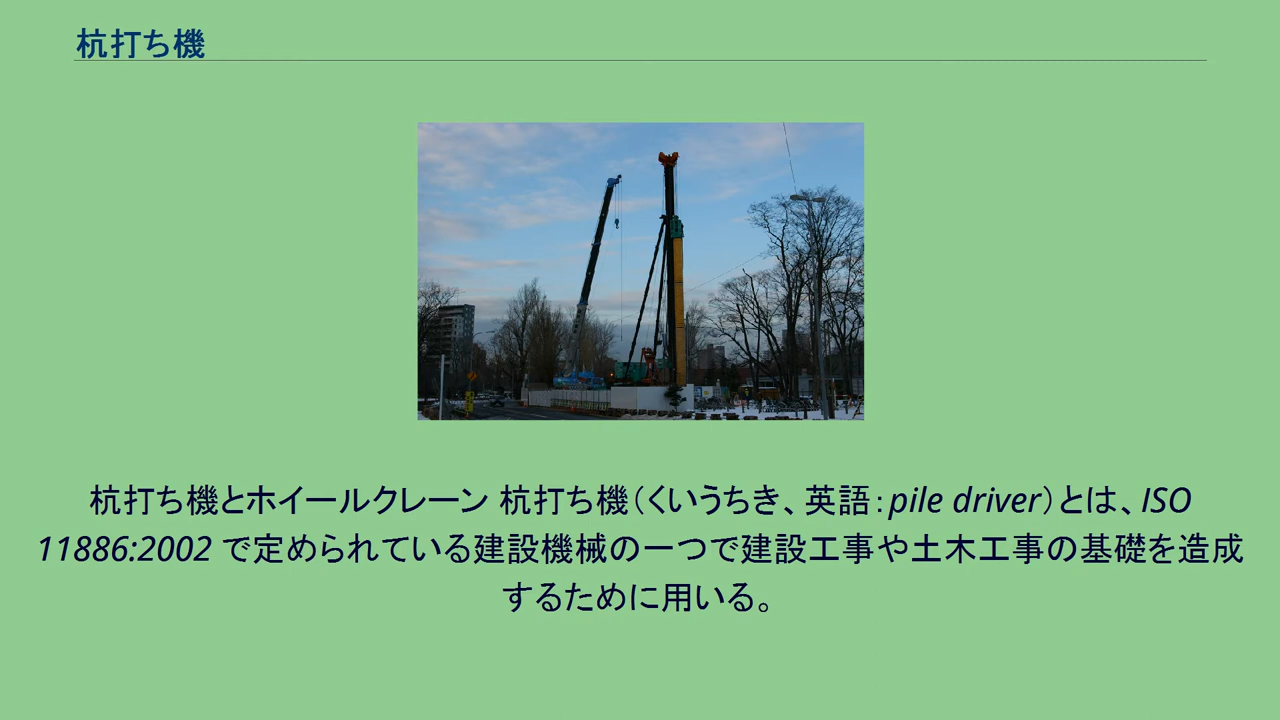 杭打ち機
杭打ち機とホイールクレーン 杭打ち機（くいうちき、英語：pile driver）とは、ISO
11886:2002 で定められている建設機械の一つで建設工事や土木工事の基礎を造成
するために用いる。